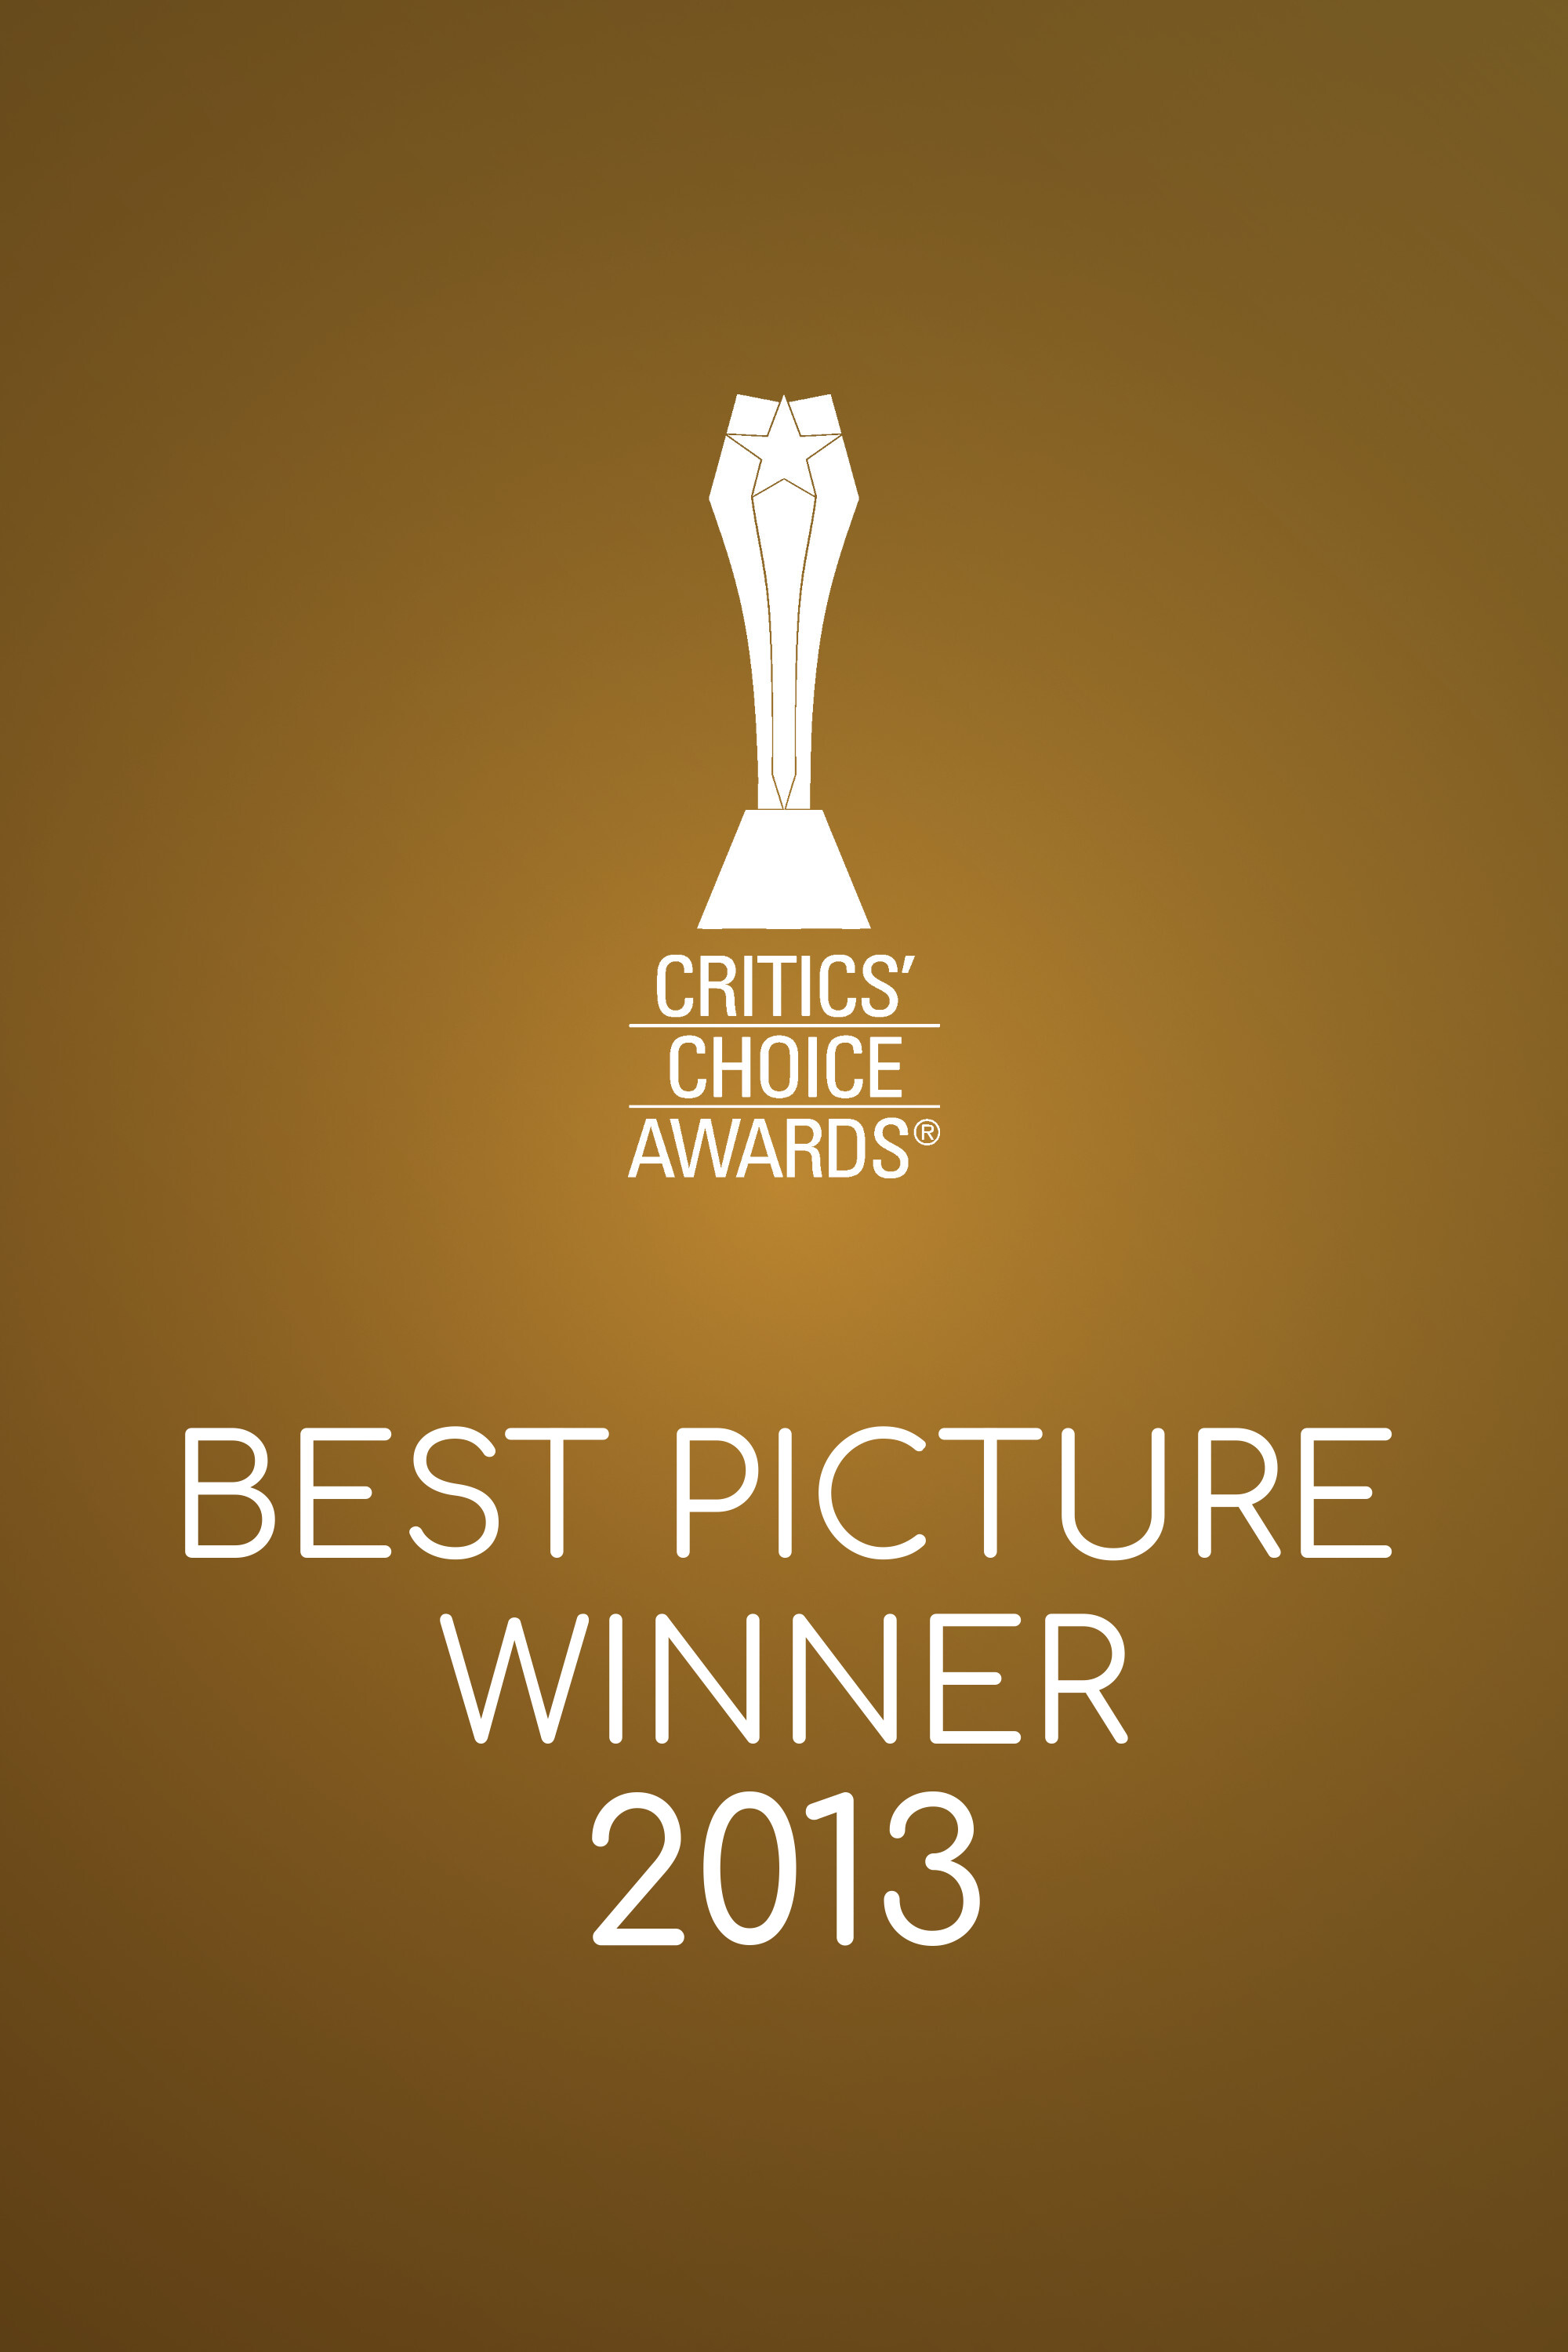 CRITICS'
CHOICE
AWARDS®
BEST PICTURE
WINNER
2013